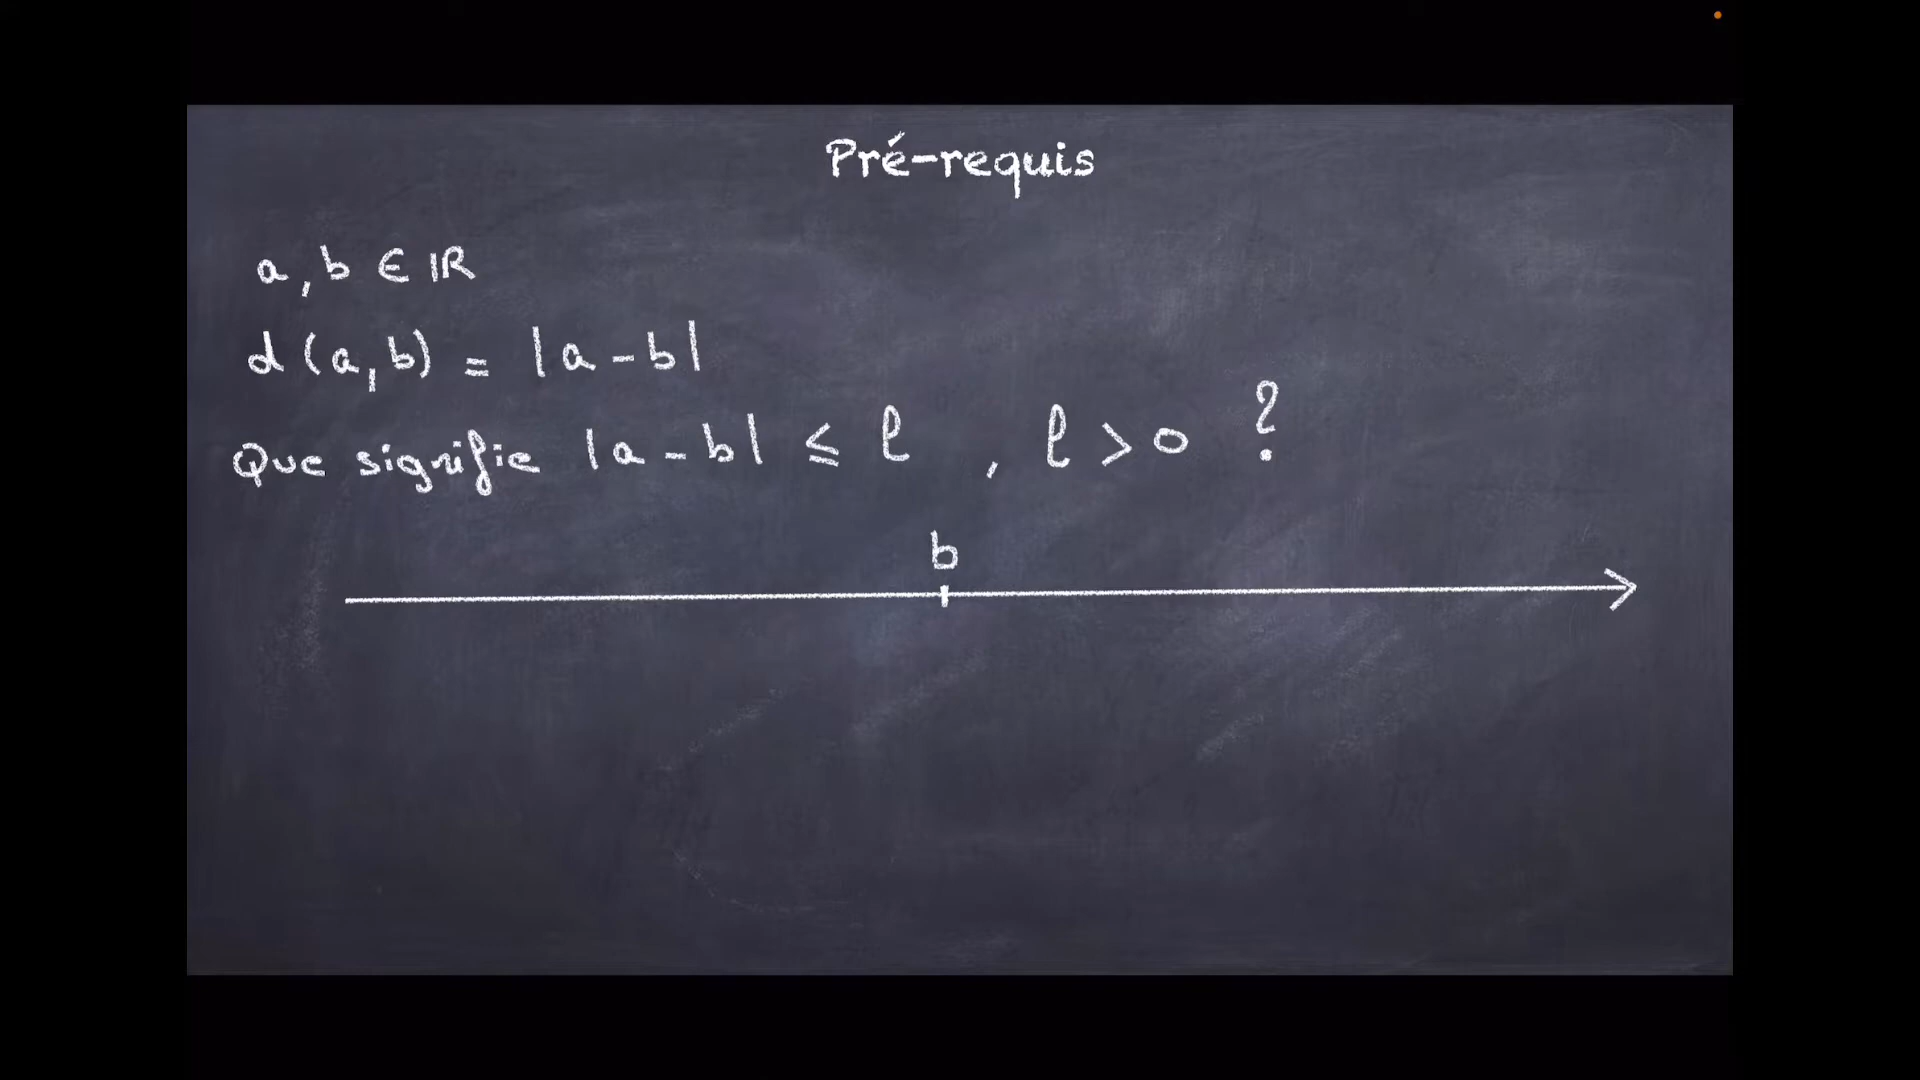 Pré-requis
a, b ∈ ℝ
d(a,b) = |a-b|
Que signifie |a-b| ≤ ℓ , ℓ > 0 ?
b